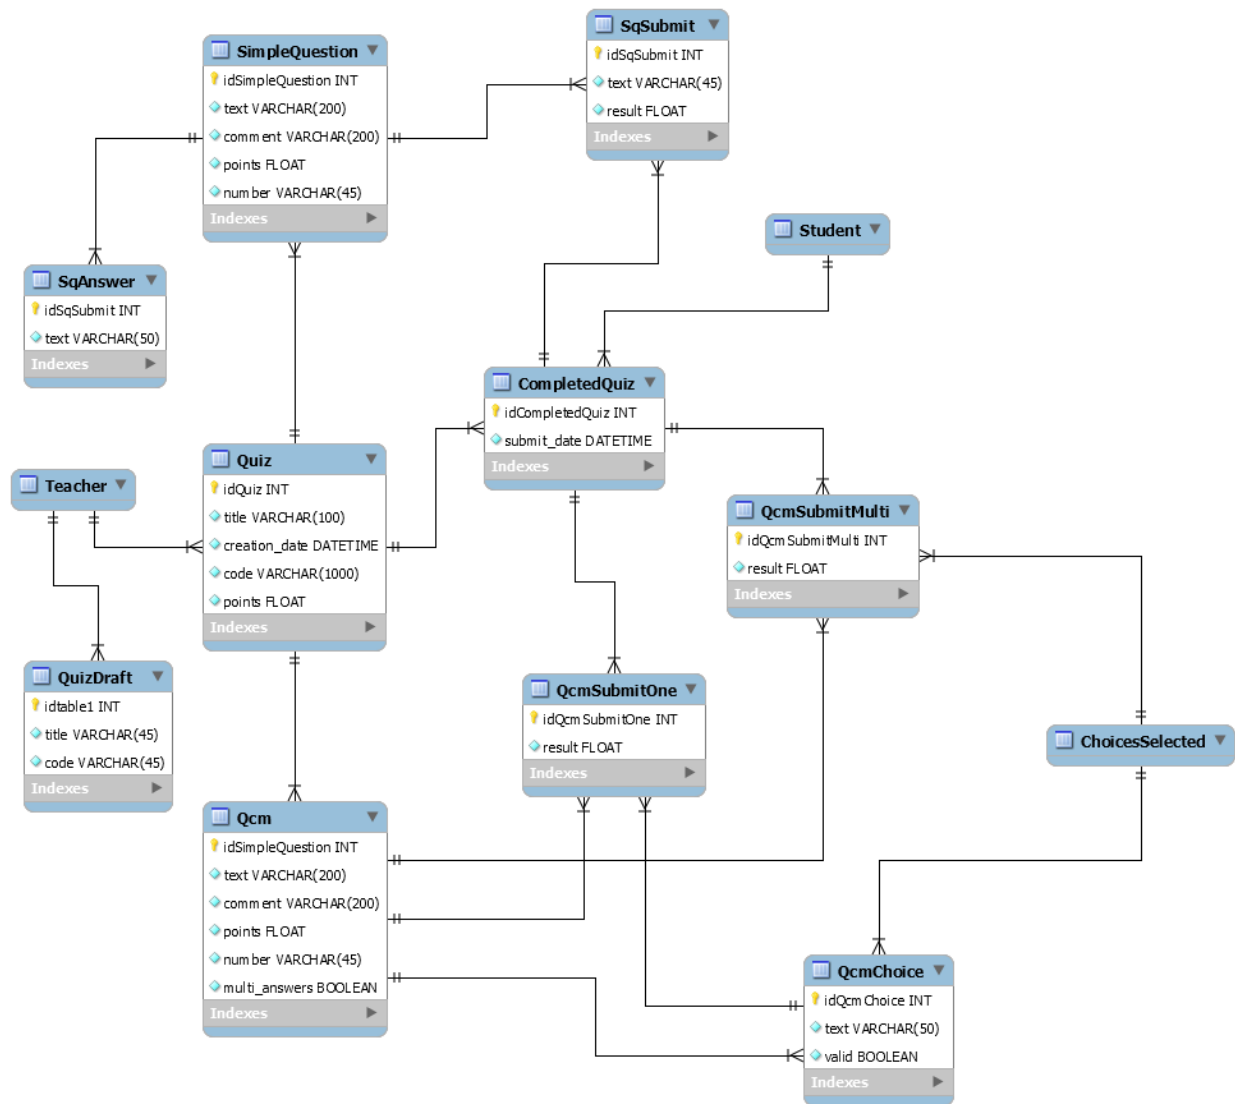 SimpleQuestion
idSimpleQuestion INT
text VARCHAR(200)
comment VARCHAR(200)
points FLOAT
number VARCHAR(45)
Indexes
SqSubmit
idSqSubmit INT
text VARCHAR(45)
result FLOAT
Indexes
Student
SqAnswer
idSqSubmit INT
text VARCHAR(50)
Indexes
CompletedQuiz
idCompletedQuiz INT
submit_date DATETIME
Indexes
Teacher
Quiz
idQuiz INT
title VARCHAR(100)
creation_date DATETIME
code VARCHAR(1000)
points FLOAT
Indexes
QcmSubmitMulti
idQcmSubmitMulti INT
result FLOAT
Indexes
QuizDraft
idtable1 INT
title VARCHAR(45)
code VARCHAR(45)
Indexes
QcmSubmitOne
idQcmSubmitOne INT
result FLOAT
Indexes
ChoicesSelected
Qcm
idSimpleQuestion INT
text VARCHAR(200)
comment VARCHAR(200)
points FLOAT
number VARCHAR(45)
multi_answers BOOLEAN
Indexes
QcmChoice
idQcmChoice INT
text VARCHAR(50)
valid BOOLEAN
Indexes